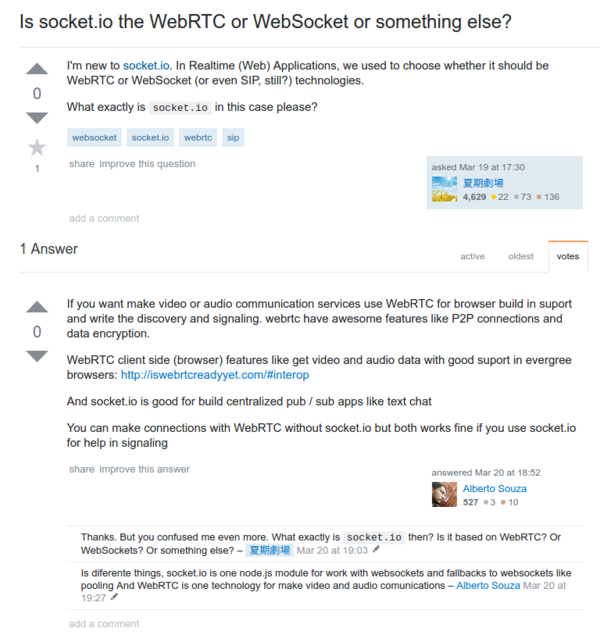 Is socket.io the WebRTC or WebSocket or something else?
I'm new to socket.io. In Realtime (Web) Applications, we used to choose whether it should be
WebRTC or WebSocket (or even SIP, still?) technologies.
0
What exactly is socket.io in this case please?
websocket socket.io webrtc sip
1
share improve this question
asked Mar 19 at 17:30
夏期劇場
4,629 22 73 136
add a comment
1 Answer
active oldest votes
If you want make video or audio communication services use WebRTC for browser build in suport
and write the discovery and signaling. webrtc have awesome features like P2P connections and
data encryption.
0
WebRTC client side (browser) features like get video and audio data with good suport in evergree
browsers: http://iswebrtcreadyyet.com/#interop
And socket.io is good for build centralized pub / sub apps like text chat
You can make connections with WebRTC without socket.io but both works fine if you use socket.io
for help in signaling
share improve this answer
answered Mar 20 at 18:52
Alberto Souza
527 3 10
Thanks. But you confused me even more. What exactly is socket.io then? Is it based on WebRTC? Or
WebSockets? Or something else? – 夏期劇場 Mar 20 at 19:03
Is diferente things, socket.io is one node.js module for work with websockets and fallbacks to websockets like
pooling And WebRTC is one technology for make video and audio comunications – Alberto Souza Mar 20 at
19:27
add a comment